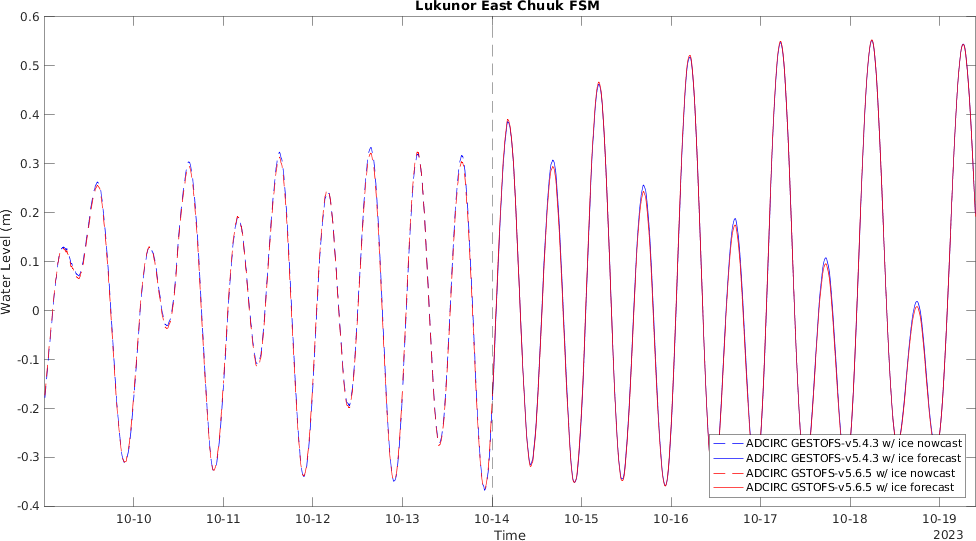 Lukunor East Chuuk FSM
0.6
0.5
0.4
0.3
0.2
0.1
0
-0.1
-0.2
-0.3
-0.4
Water Level (m)
ADCIRC GESTOFS-v5.4.3 w/ ice nowcast
ADCIRC GESTOFS-v5.4.3 w/ ice forecast
ADCIRC GSTOFS-v5.6.5 w/ ice nowcast
ADCIRC GSTOFS-v5.6.5 w/ ice forecast
10-10 10-11 10-12 10-13 10-14 10-15 10-16 10-17 10-18 10-19
Time
2023